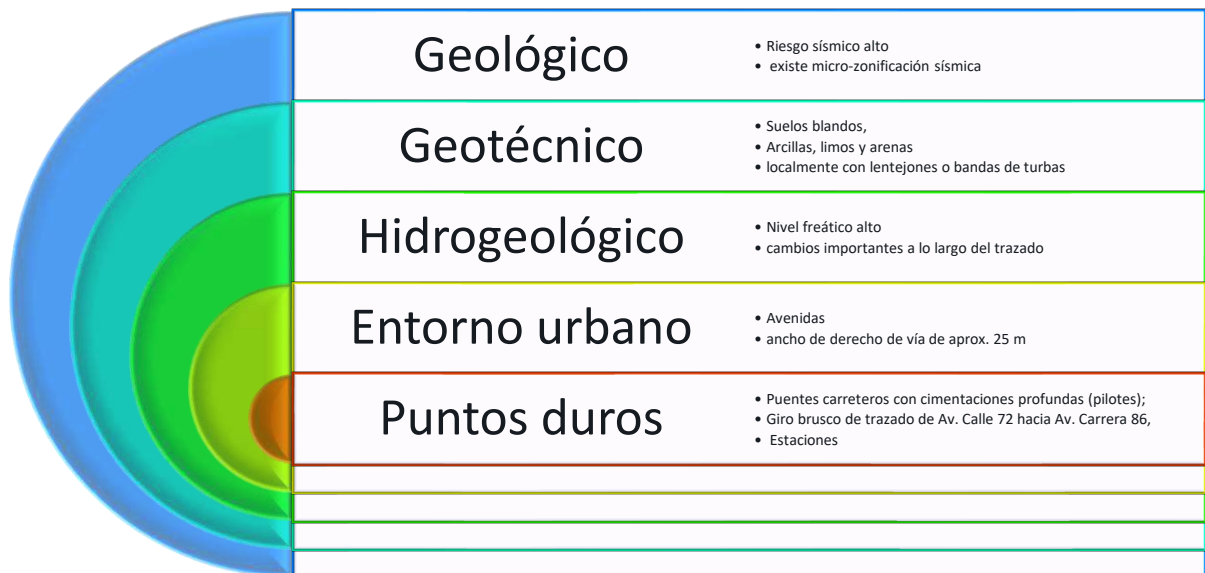 Geológico
• Riesgo sísmico alto
• existe micro-zonificación sísmica
Geotécnico
• Suelos blandos,
• Arcillas, limos y arenas
• localmente con lentejones o bandas de turbas
Hidrogeológico
• Nivel freático alto
• cambios importantes a lo largo del trazado
Entorno urbano
• Avenidas
• ancho de derecho de vía de aprox. 25 m
Puntos duros
• Puentes carreteros con cimentaciones profundas (pilotes);
• Giro brusco de trazado de Av. Calle 72 hacia Av. Carrera 86,
• Estaciones